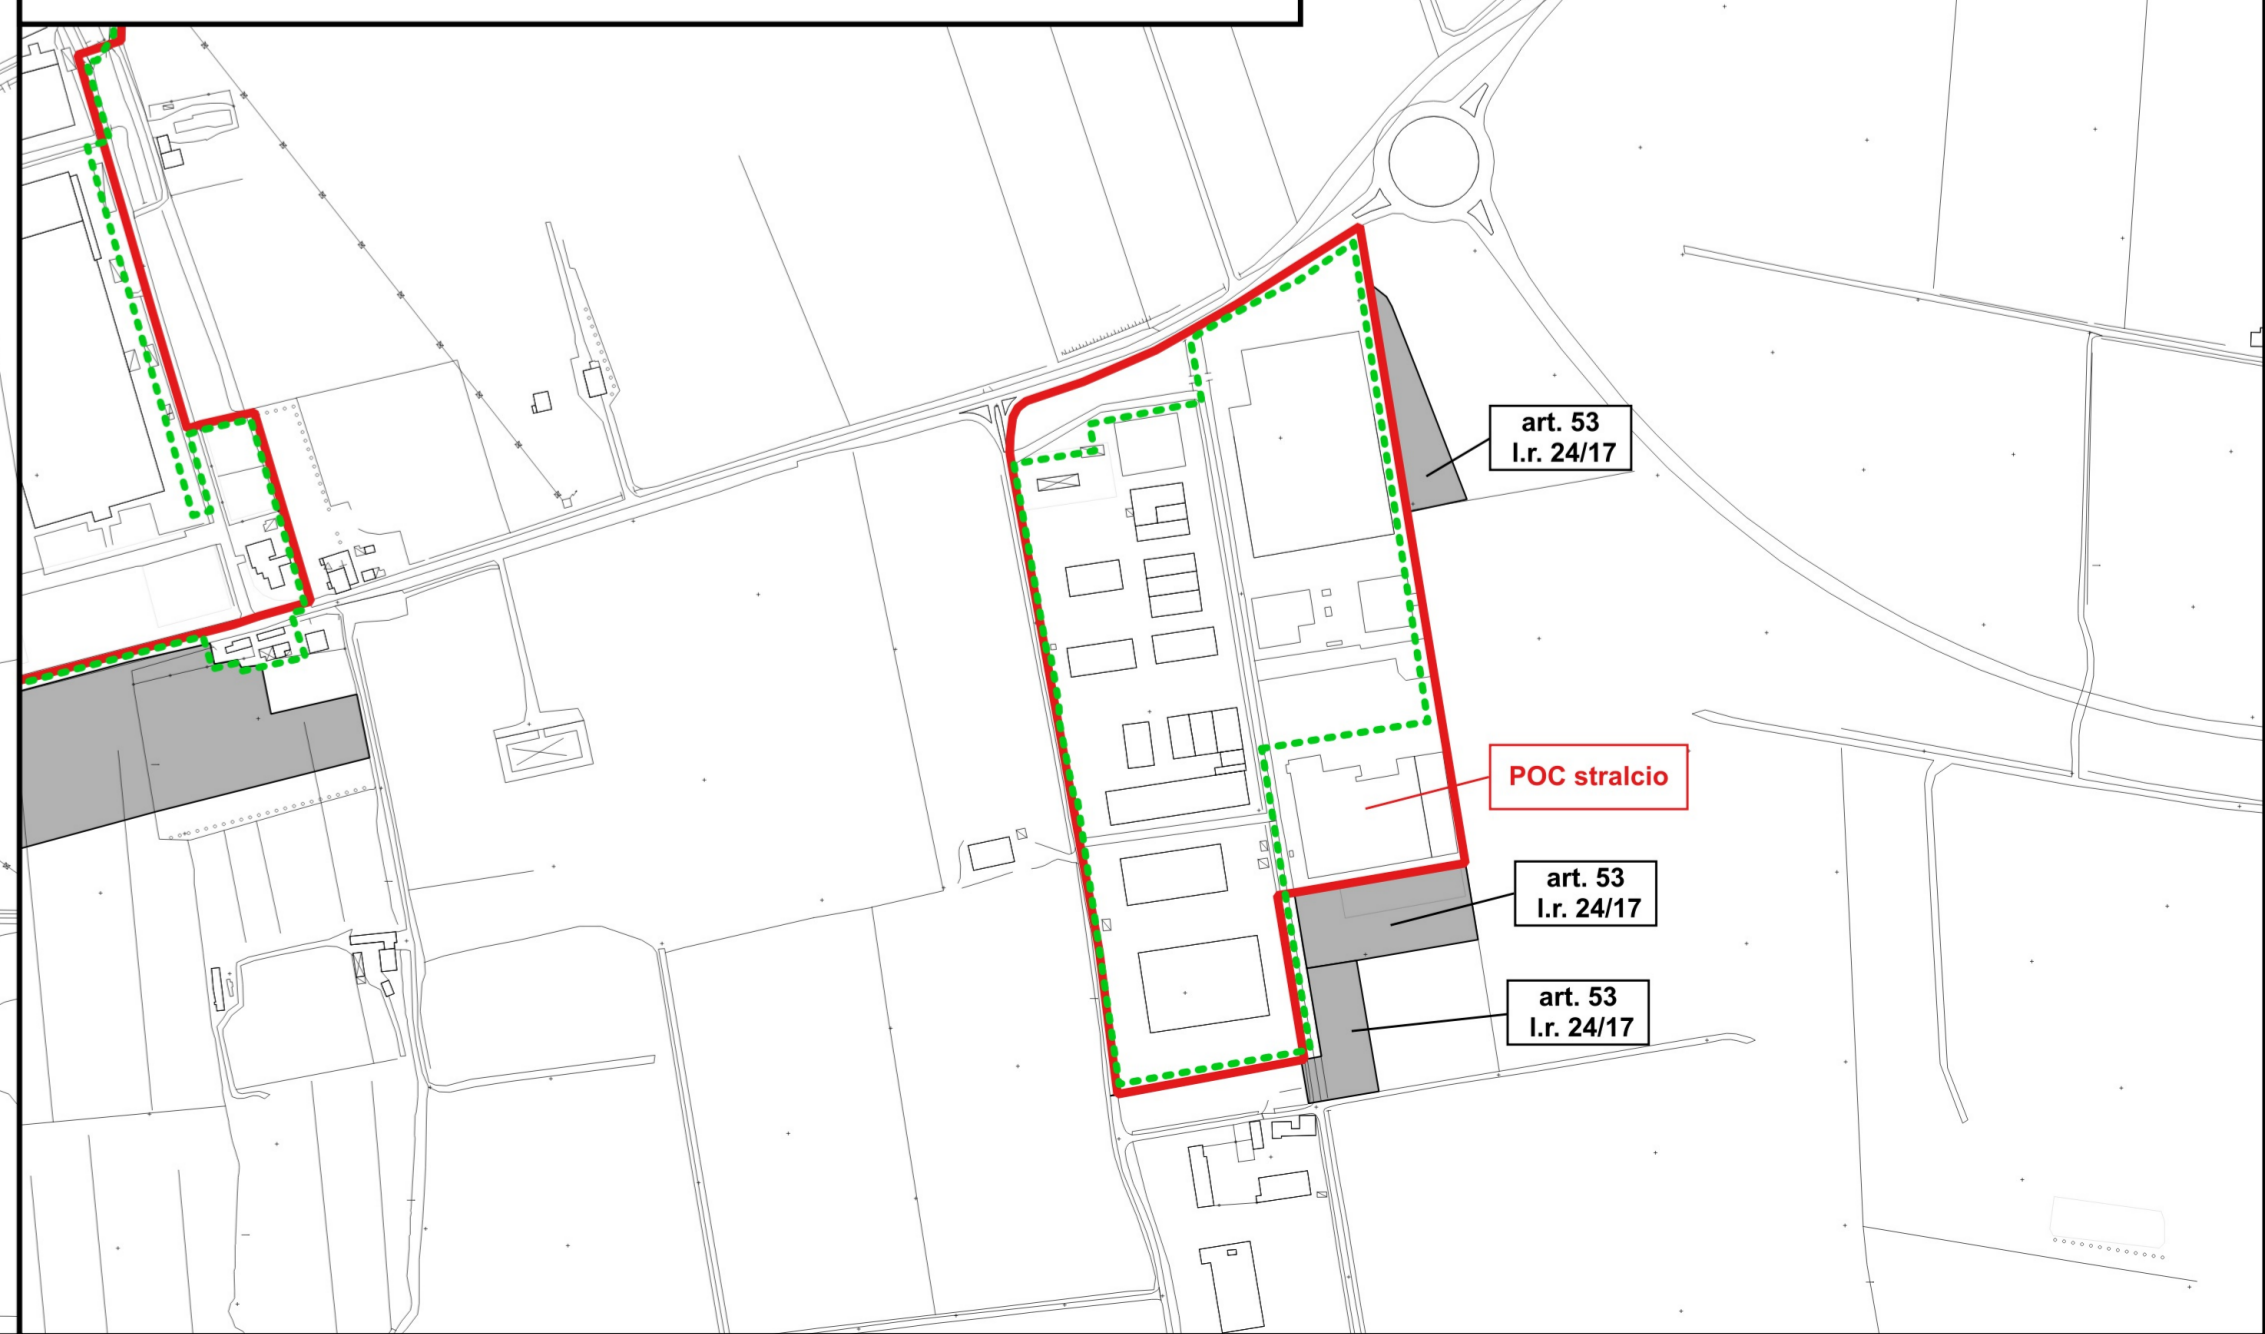 art. 53
l.r. 24/17
POC stralcio
art. 53
l.r. 24/17
art. 53
l.r. 24/17